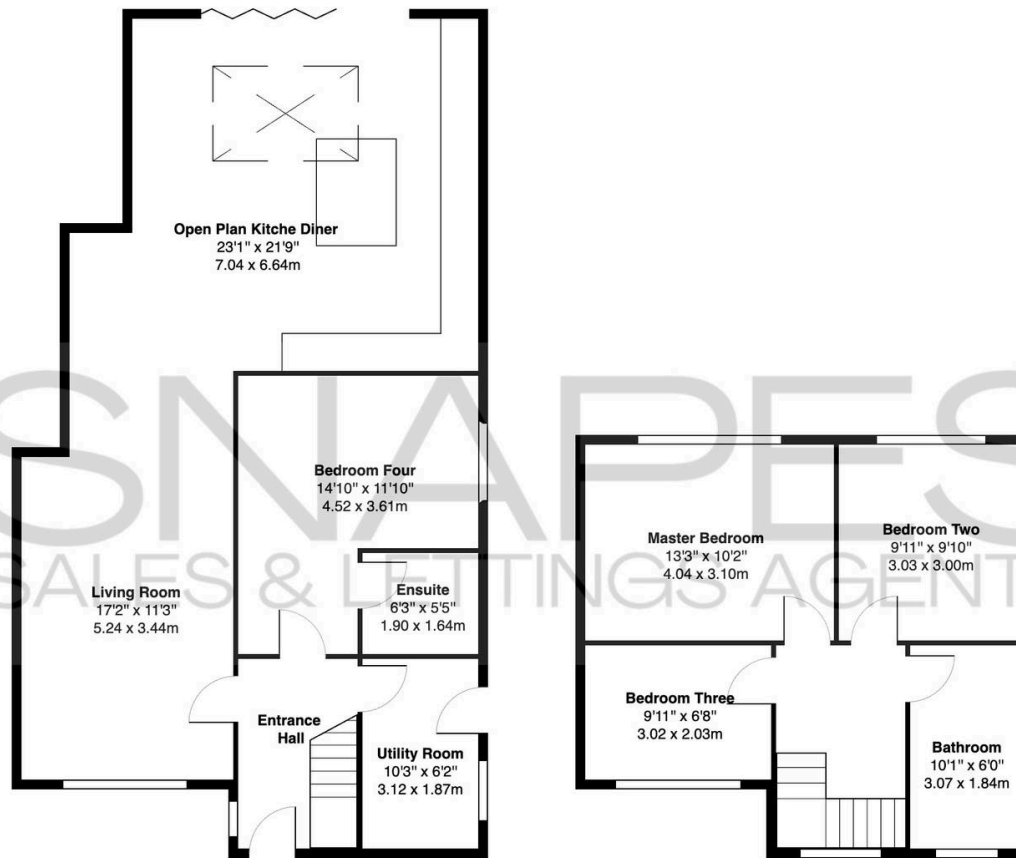 Open Plan Kitche Diner
23'1" x 21'9"
7.04 x 6.64m
SNAPES
SALES & LETTINGS AGENT
Bedroom Four
14'10" x 11'10"
4.52 x 3.61m
Ensuite
6'3" x 5'5"
1.90 x 1.64m
Living Room
17'2" x 11'3"
5.24 x 3.44m
Entrance
Hall
Utility Room
10'3" x 6'2"
3.12 x 1.87m
Master Bedroom
13'3" x 10'2"
4.04 x 3.10m
Bedroom Two
9'11" x 9'10"
3.03 x 3.00m
Bedroom Three
9'11" x 6'8"
3.02 x 2.03m
Bathroom
10'1" x 6'0"
3.07 x 1.84m